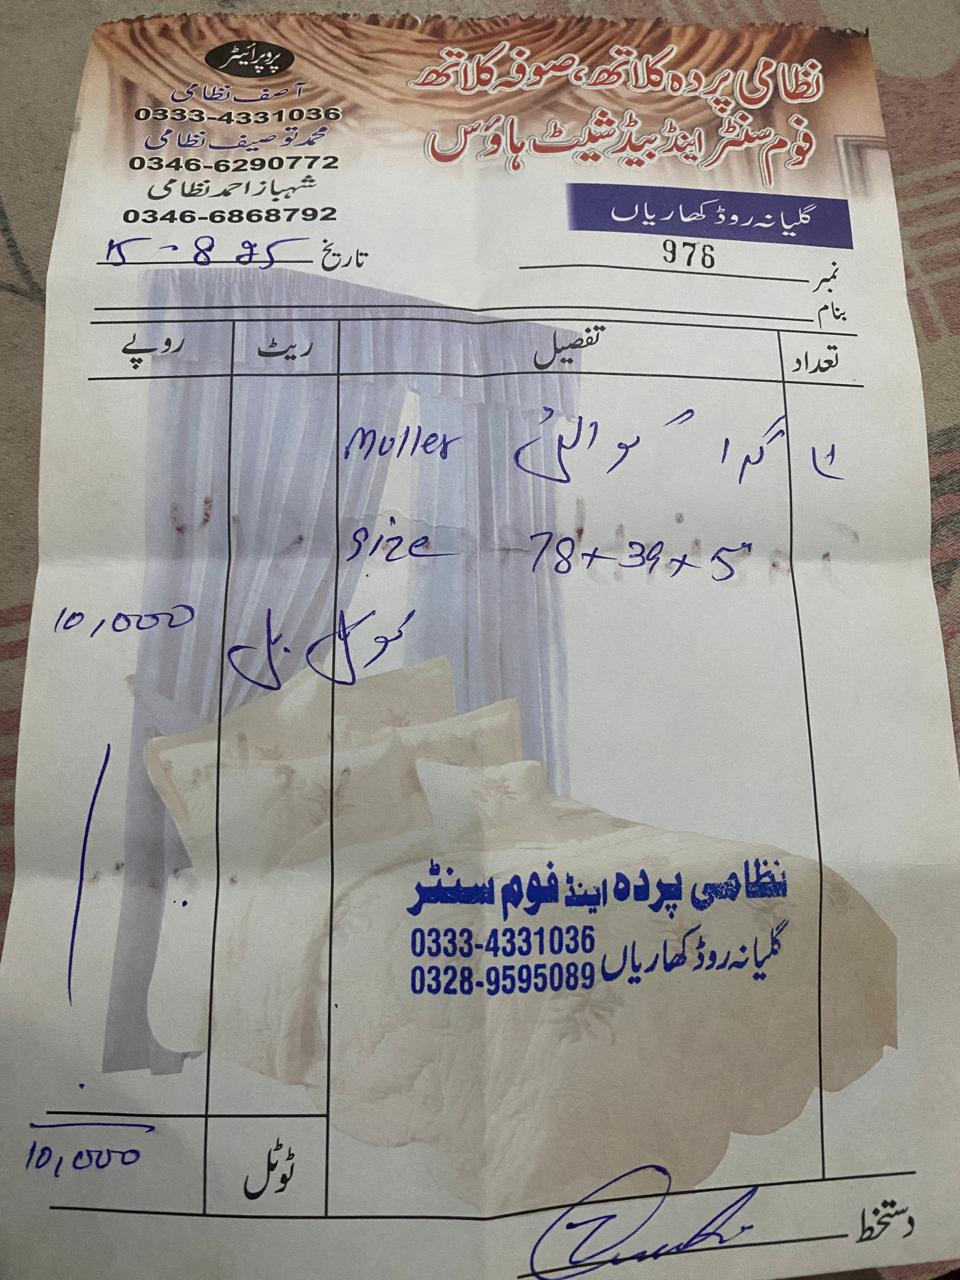 نظامی پردہ کلاتھ، صوفہ کلاتھ
فوم سنٹر اینڈ بیڈ شیٹ ہاؤس
گلیانہ روڈ کھاریاں
پروپرائیٹر
آصف نظامی
0333-4331036
محمد توصیف نظامی
0346-6290772
شہباز احمد نظامی
0346-6868792
نمبر 976
تاریخ 15-8-25
بنام
تعداد تفصیل ریٹ روپے
گدا Moller
size 78+39+5"
ٹوٹل بل 10,000
نظامی پردہ اینڈ فوم سنٹر
گلیانہ روڈ کھاریاں
0333-4331036
0328-9595089
ٹوٹل 10,000
دستخط